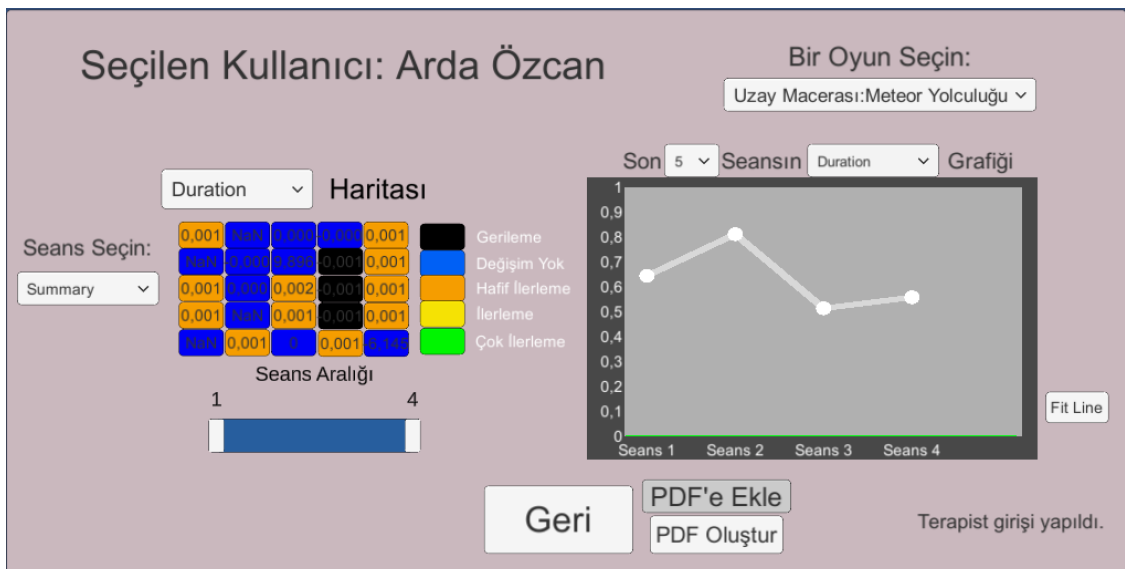 Seçilen Kullanıcı: Arda Özcan
Bir Oyun Seçin:
Uzay Macerası:Meteor Yolculuğu
Son 5 Seansın Duration Grafiği
Duration Haritası
Seans Seçin:
Summary
0,001 NaN 0,000 -0,000 0,001
NaN -0,000 9,896 -0,001 0,001
0,001 0,000 0,002 -0,001 0,001
0,001 NaN 0,001 -0,001 0,001
NaN 0,001 0 0,001 -6,145
Gerileme
Değişim Yok
Hafif İlerleme
İlerleme
Çok İlerleme
Seans Aralığı
1 4
1
0,9
0,8
0,7
0,6
0,5
0,4
0,3
0,2
0,1
0
Seans 1 Seans 2 Seans 3 Seans 4
Fit Line
Geri
PDF'e Ekle
PDF Oluştur
Terapist girişi yapıldı.